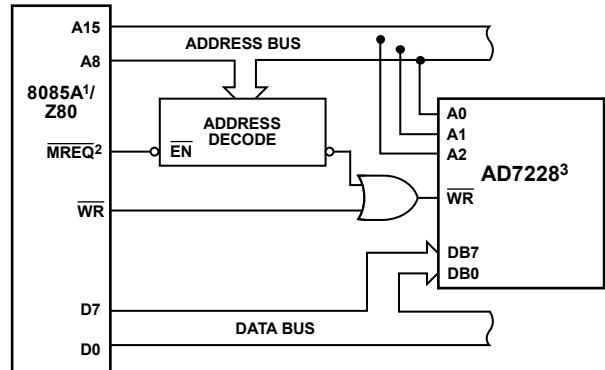 A15
ADDRESS BUS
A8
8085A1/
Z80
ADDRESS
DECODE
A0
A1
A2
MREQ2
EN
AD72283
WR
WR
DB7
DB0
D7
DATA BUS
D0